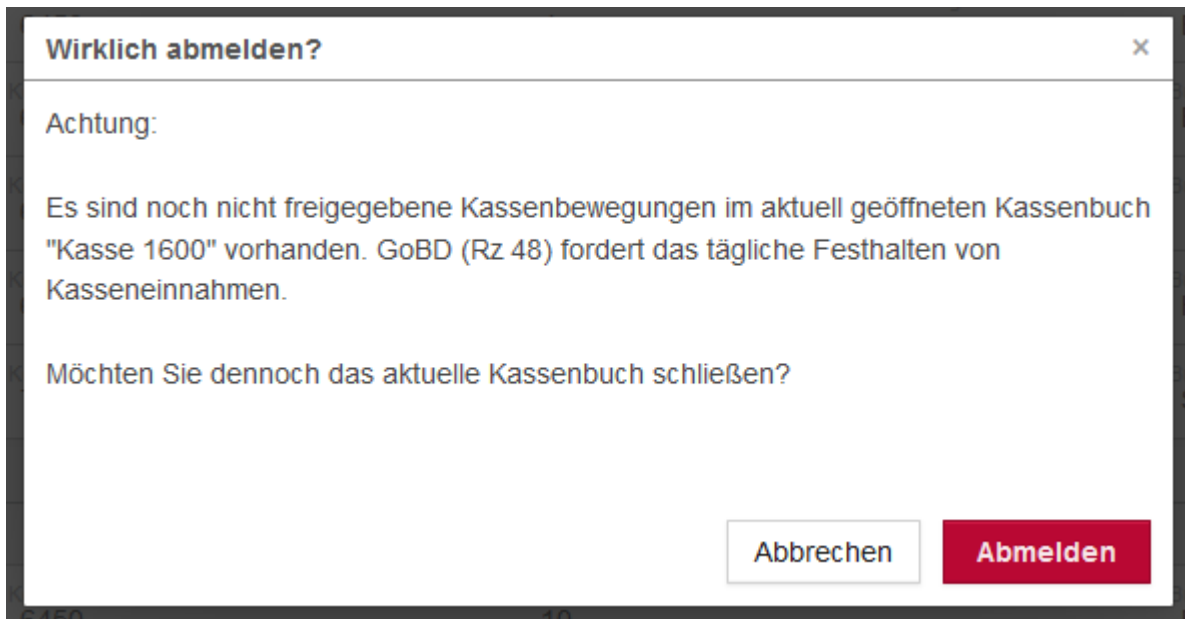 Wirklich abmelden?
×
Achtung:
Es sind noch nicht freigegebene Kassenbewegungen im aktuell geöffneten Kassenbuch
"Kasse 1600" vorhanden. GoBD (Rz 48) fordert das tägliche Festhalten von
Kasseneinnahmen.
Möchten Sie dennoch das aktuelle Kassenbuch schließen?
Abbrechen Abmelden